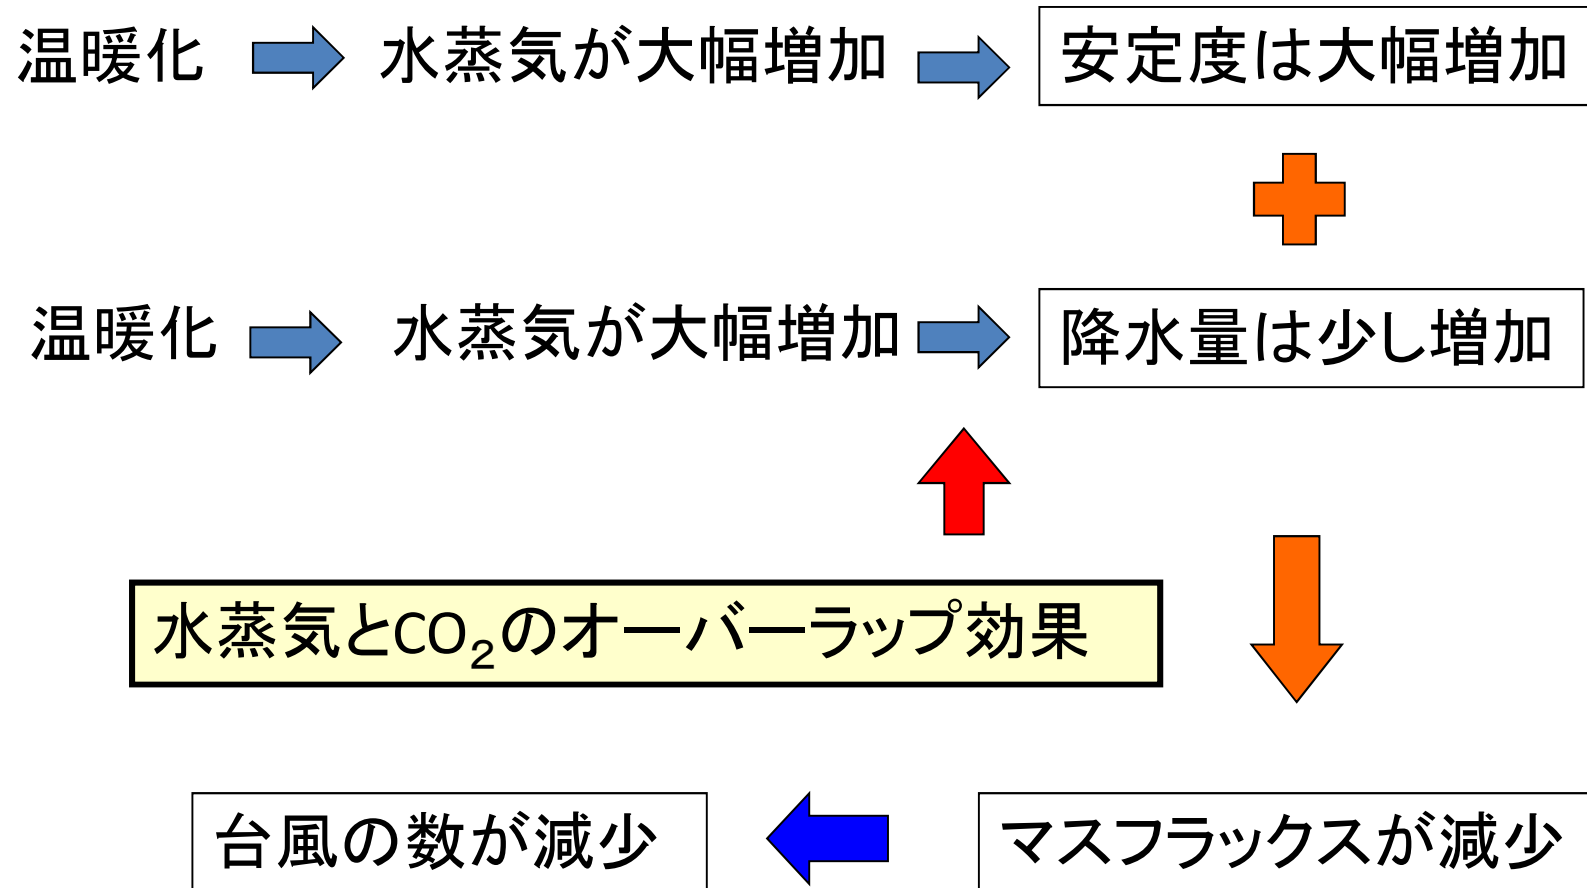 温暖化 水蒸気が大幅増加 安定度は大幅増加
温暖化 水蒸気が大幅増加 降水量は少し増加
水蒸気とCO₂のオーバーラップ効果
台風の数が減少 マスフラックスが減少